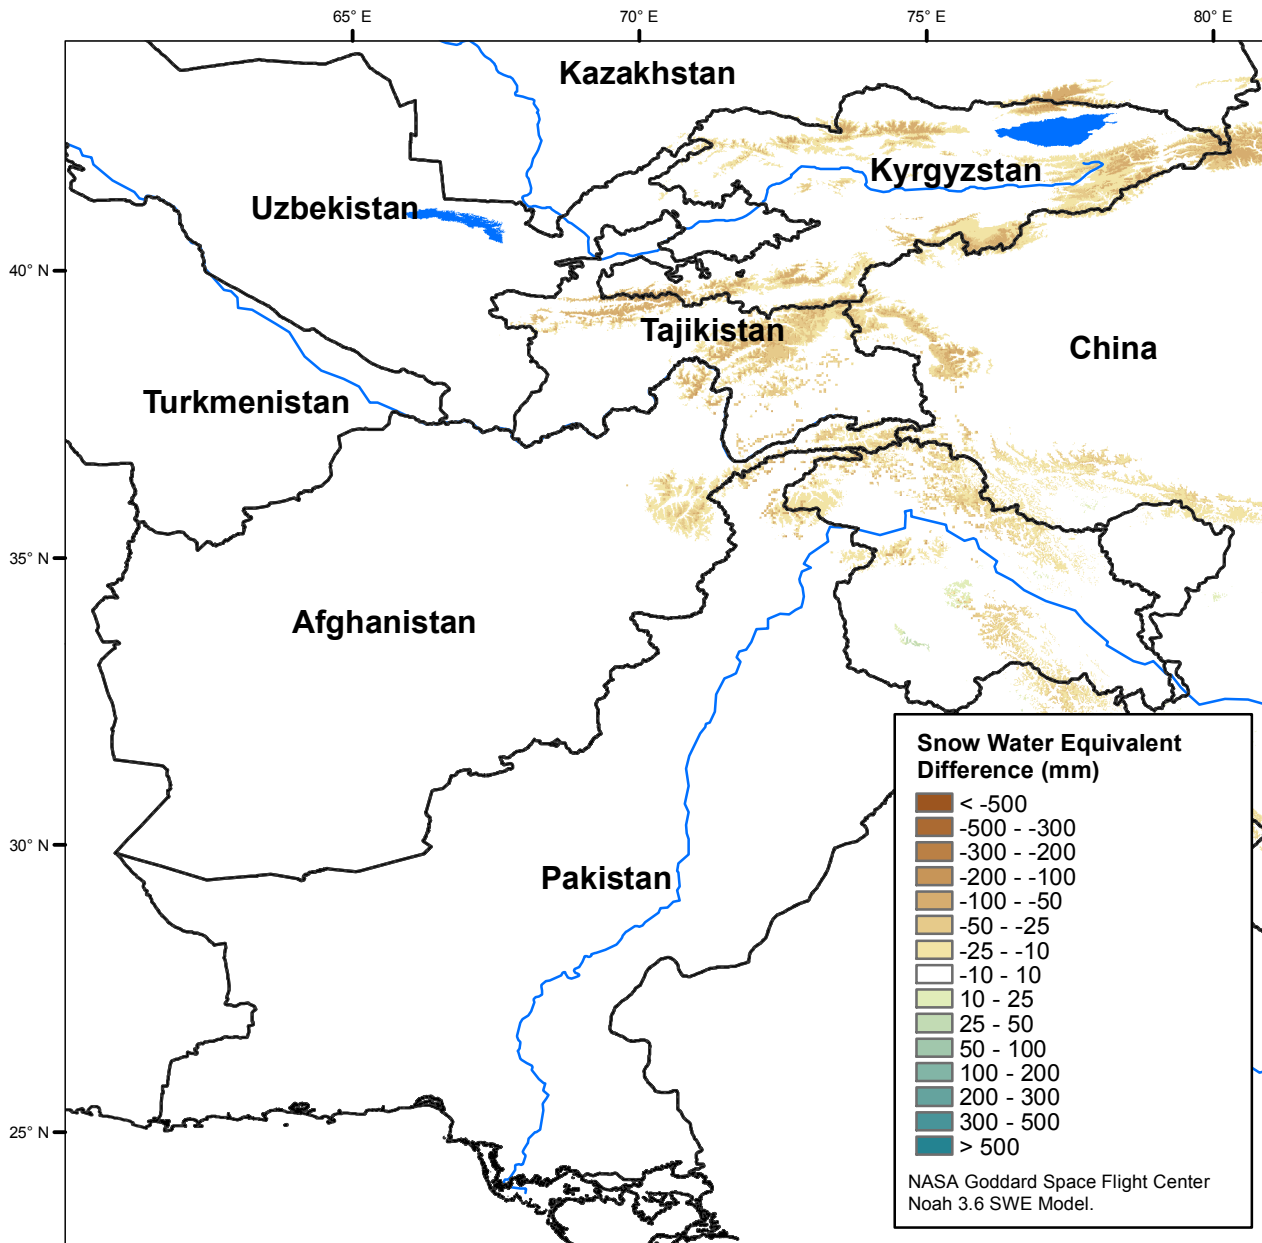 65° E
70° E
75° E
80° E
Kazakhstan
Kyrgyzstan
Uzbekistan
40° N
Tajikistan
China
Turkmenistan
35° N
Afghanistan
30° N
Pakistan
25° N
Snow Water Equivalent
Difference (mm)
< -500
-500 - -300
-300 - -200
-200 - -100
-100 - -50
-50 - -25
-25 - -10
-10 - 10
10 - 25
25 - 50
50 - 100
100 - 200
200 - 300
300 - 500
> 500
NASA Goddard Space Flight Center
Noah 3.6 SWE Model.